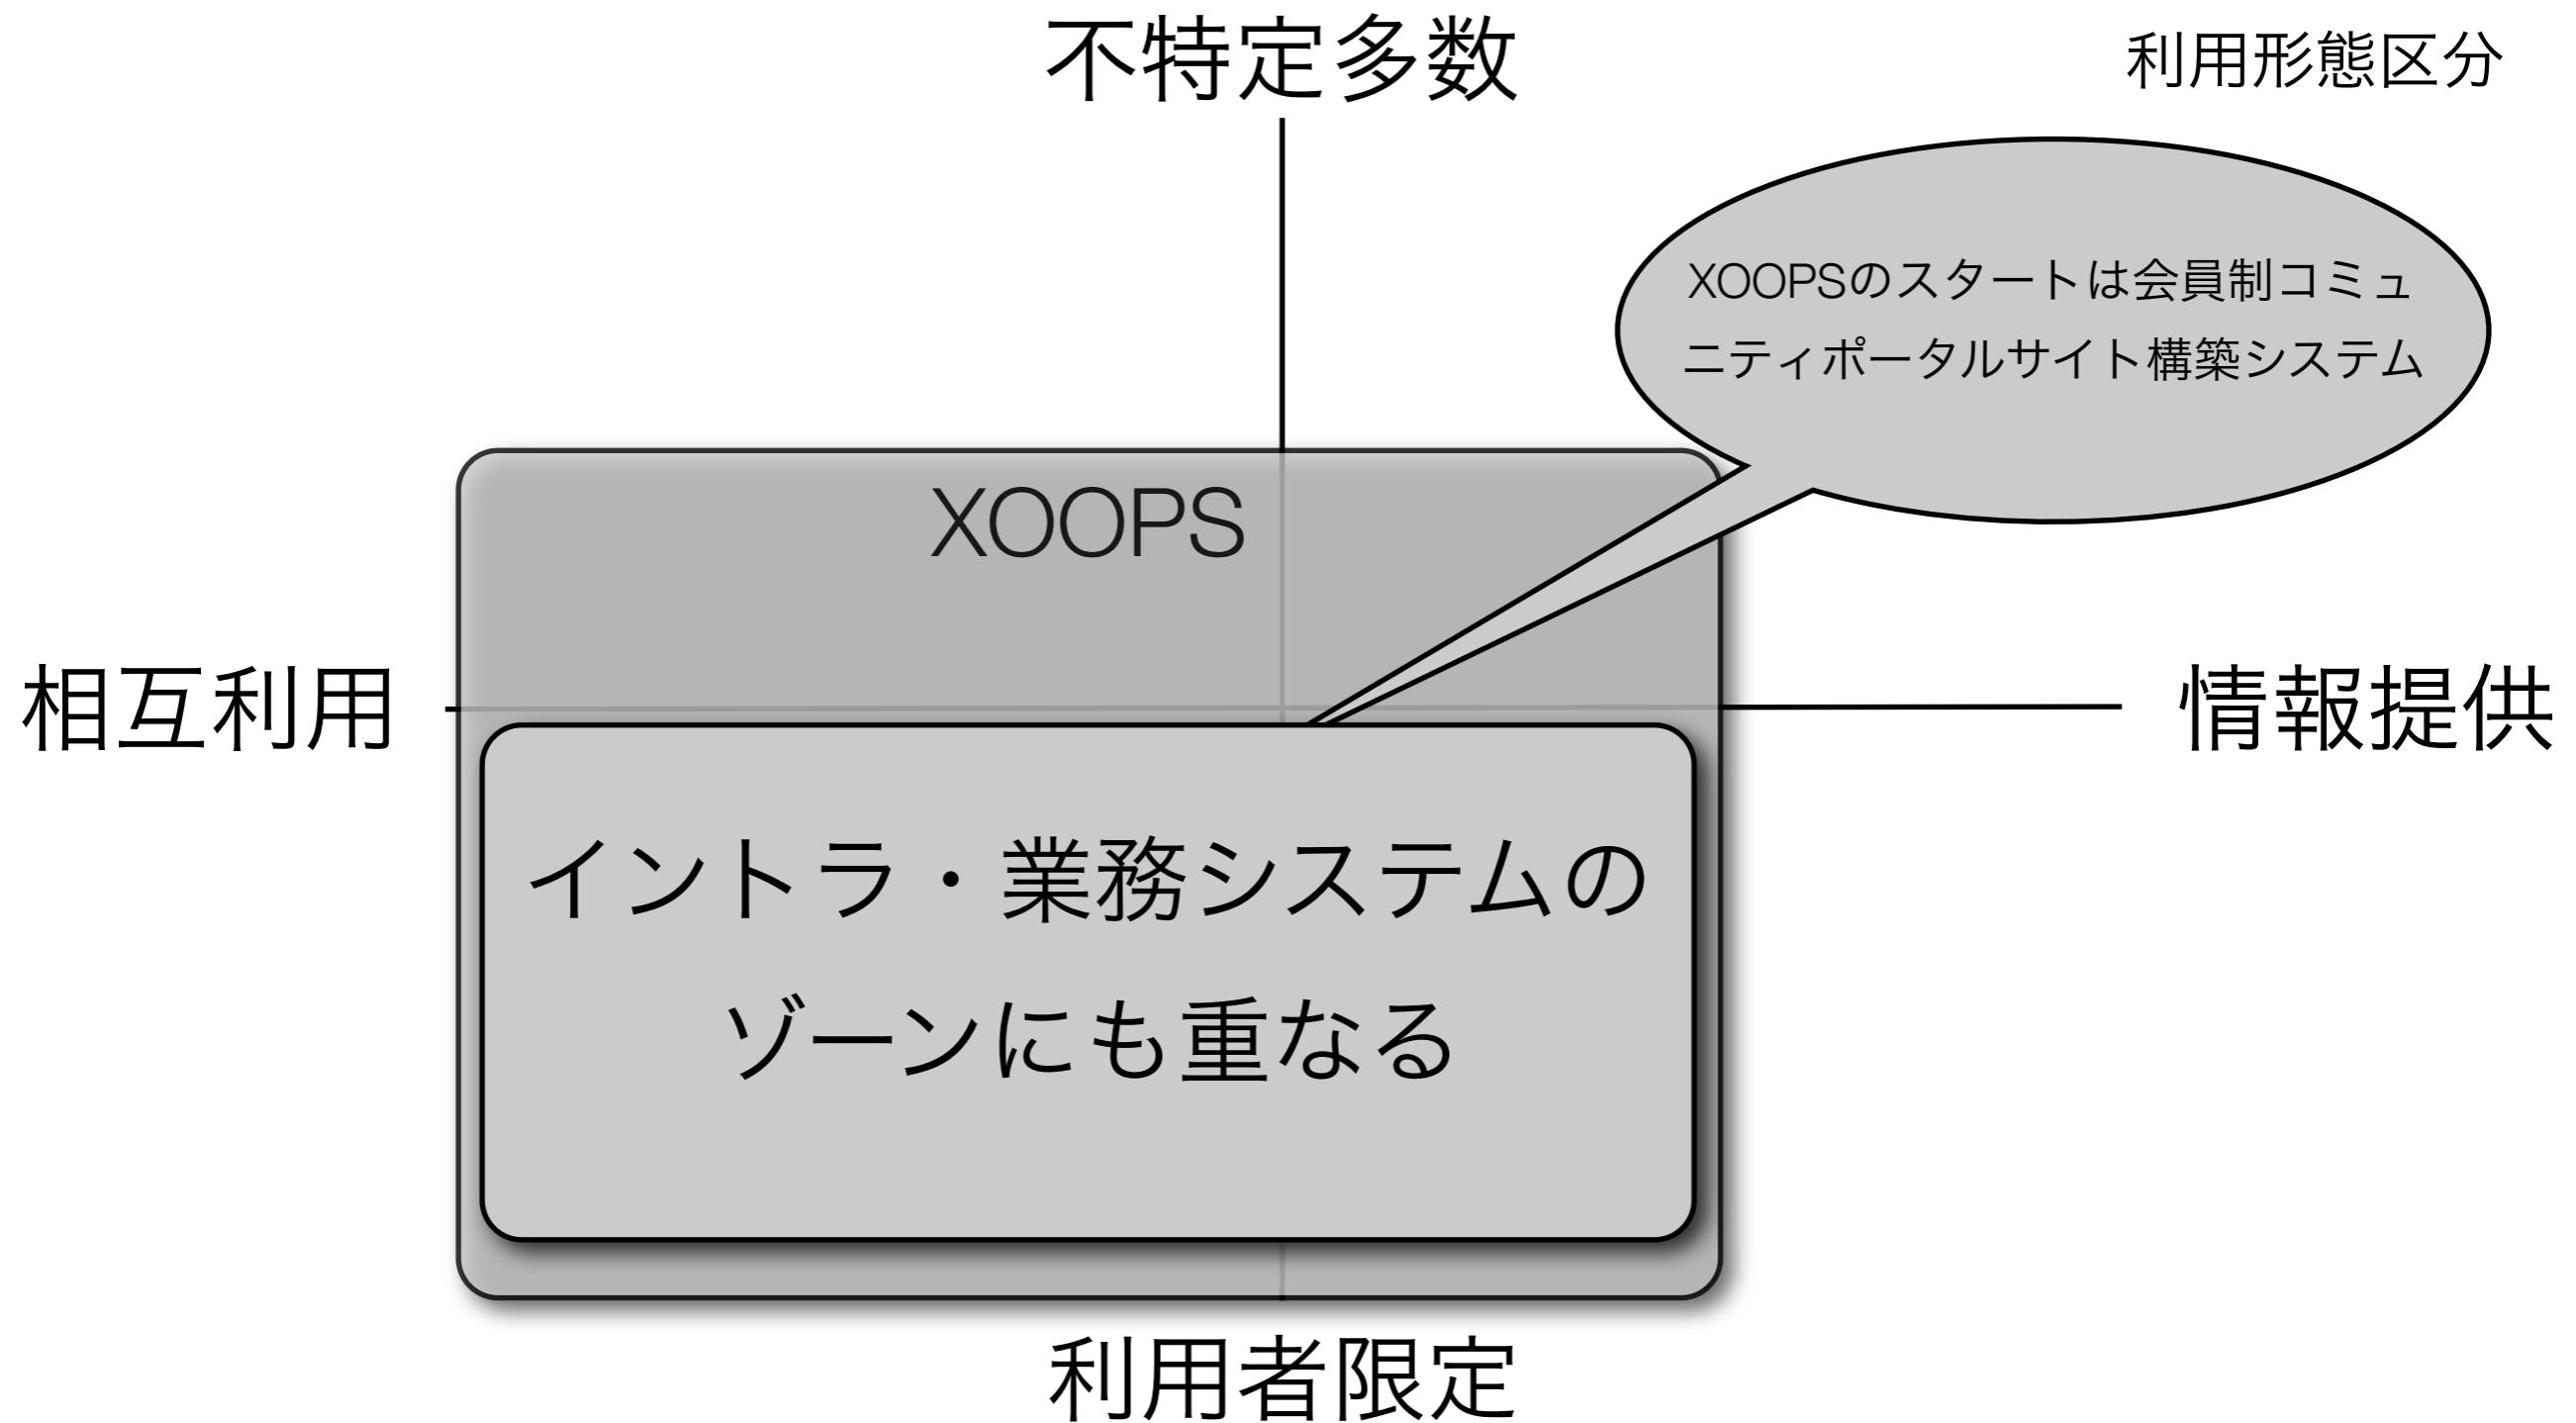 不特定多数
利用形態区分
XOOPSのスタートは会員制コミュ
ニティポータルサイト構築システム
XOOPS
相互利用
情報提供
イントラ・業務システムの
ゾーンにも重なる
利用者限定